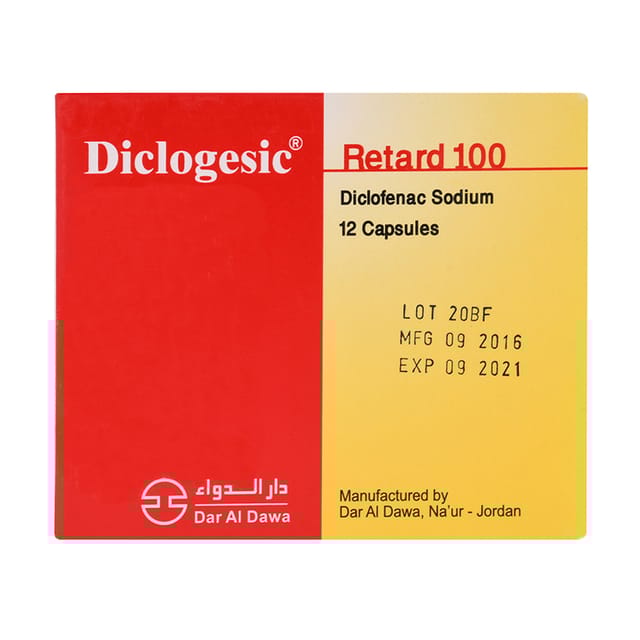 Diclogesic®
Retard 100
Diclofenac Sodium
12 Capsules
LOT 20BF
MFG 09 2016
EXP 09 2021
دار الدواء
Dar Al Dawa
Manufactured by
Dar Al Dawa, Na'ur - Jordan